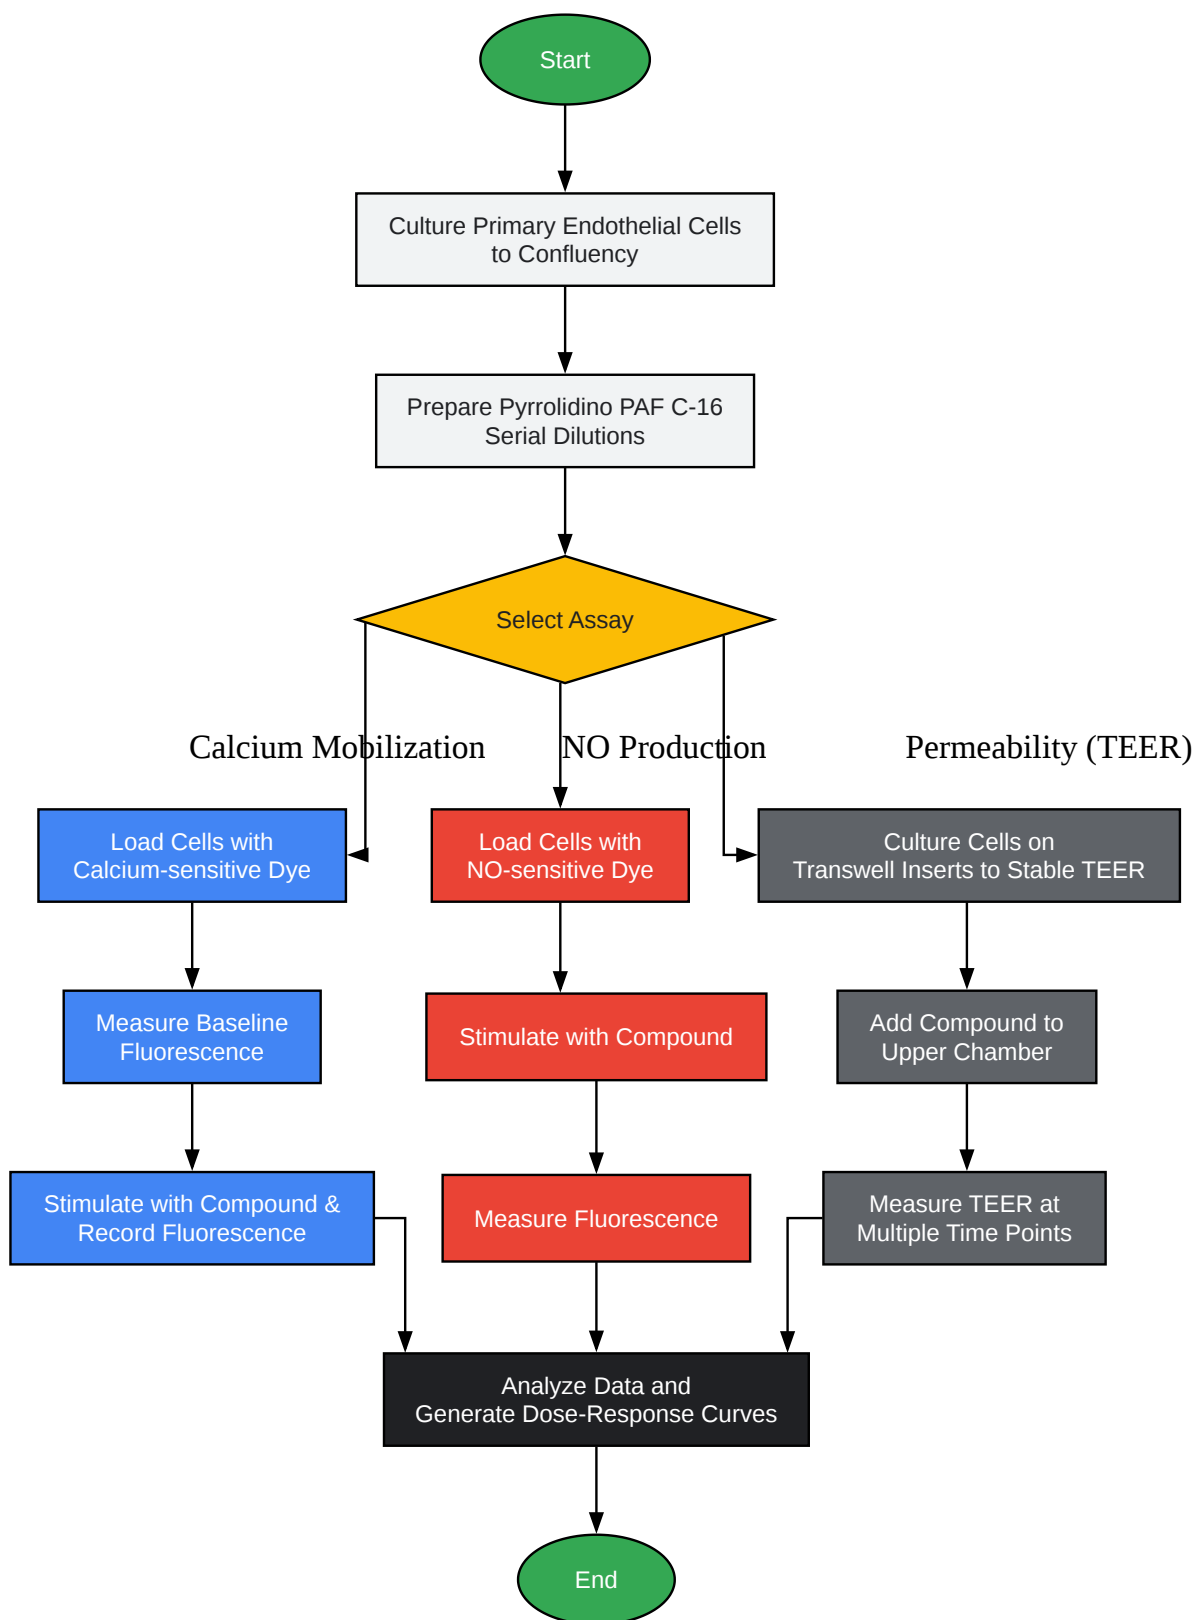 Start
Culture Primary Endothelial Cells
to Confluency
Prepare Pyrrolidino PAF C-16
Serial Dilutions
Select Assay
Calcium Mobilization
NO Production
Permeability (TEER)
Load Cells with
Calcium-sensitive Dye
Load Cells with
NO-sensitive Dye
Culture Cells on
Transwell Inserts to Stable TEER
Measure Baseline
Fluorescence
Stimulate with Compound
Add Compound to
Upper Chamber
Stimulate with Compound &
Record Fluorescence
Measure Fluorescence
Measure TEER at
Multiple Time Points
Analyze Data and
Generate Dose-Response Curves
End